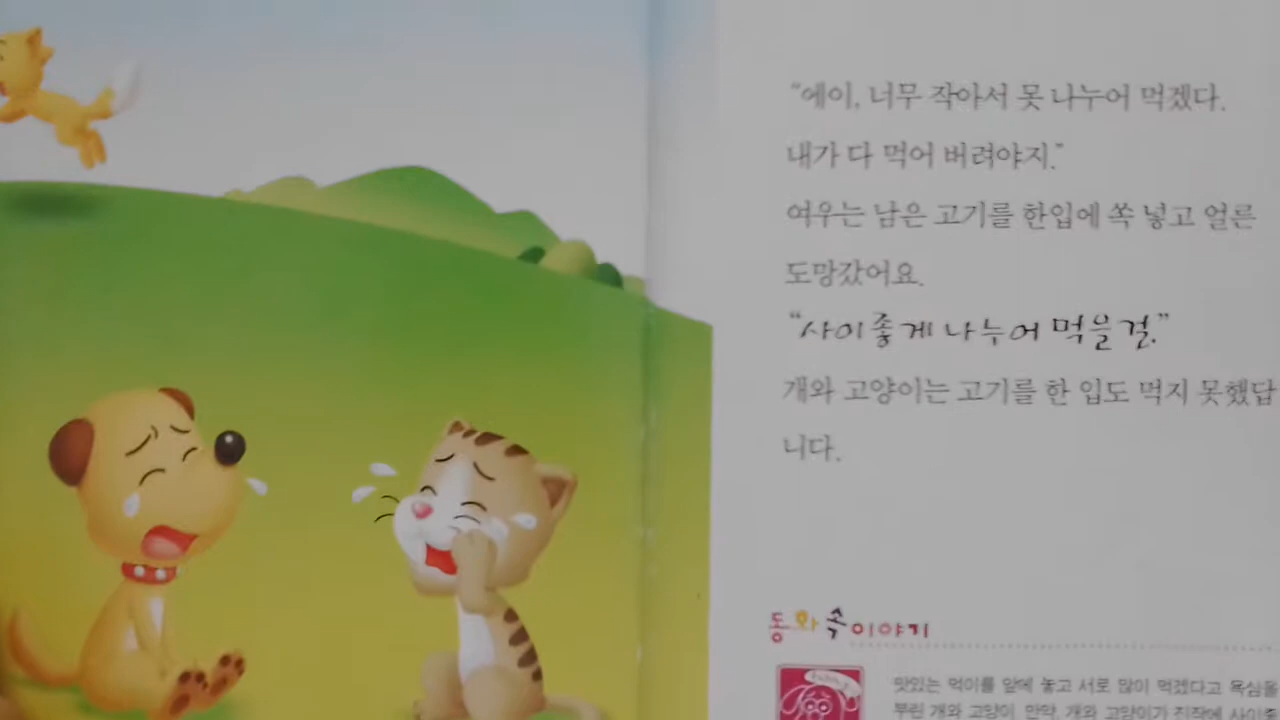 "에이, 너무 작아서 못 나누어 먹겠다.
내가 다 먹어 버려야지."
여우는 남은 고기를 한입에 쏙 넣고 얼른
도망갔어요.
"사이좋게 나누어 먹을걸."
개와 고양이는 고기를 한 입도 먹지 못했답
니다.
동화 속 이야기
맛있는 먹이를 앞에 놓고 서로 많이 먹겠다고 욕심을
부린 개와 고양이. 만약, 개와 고양이가 진작에 사이좋